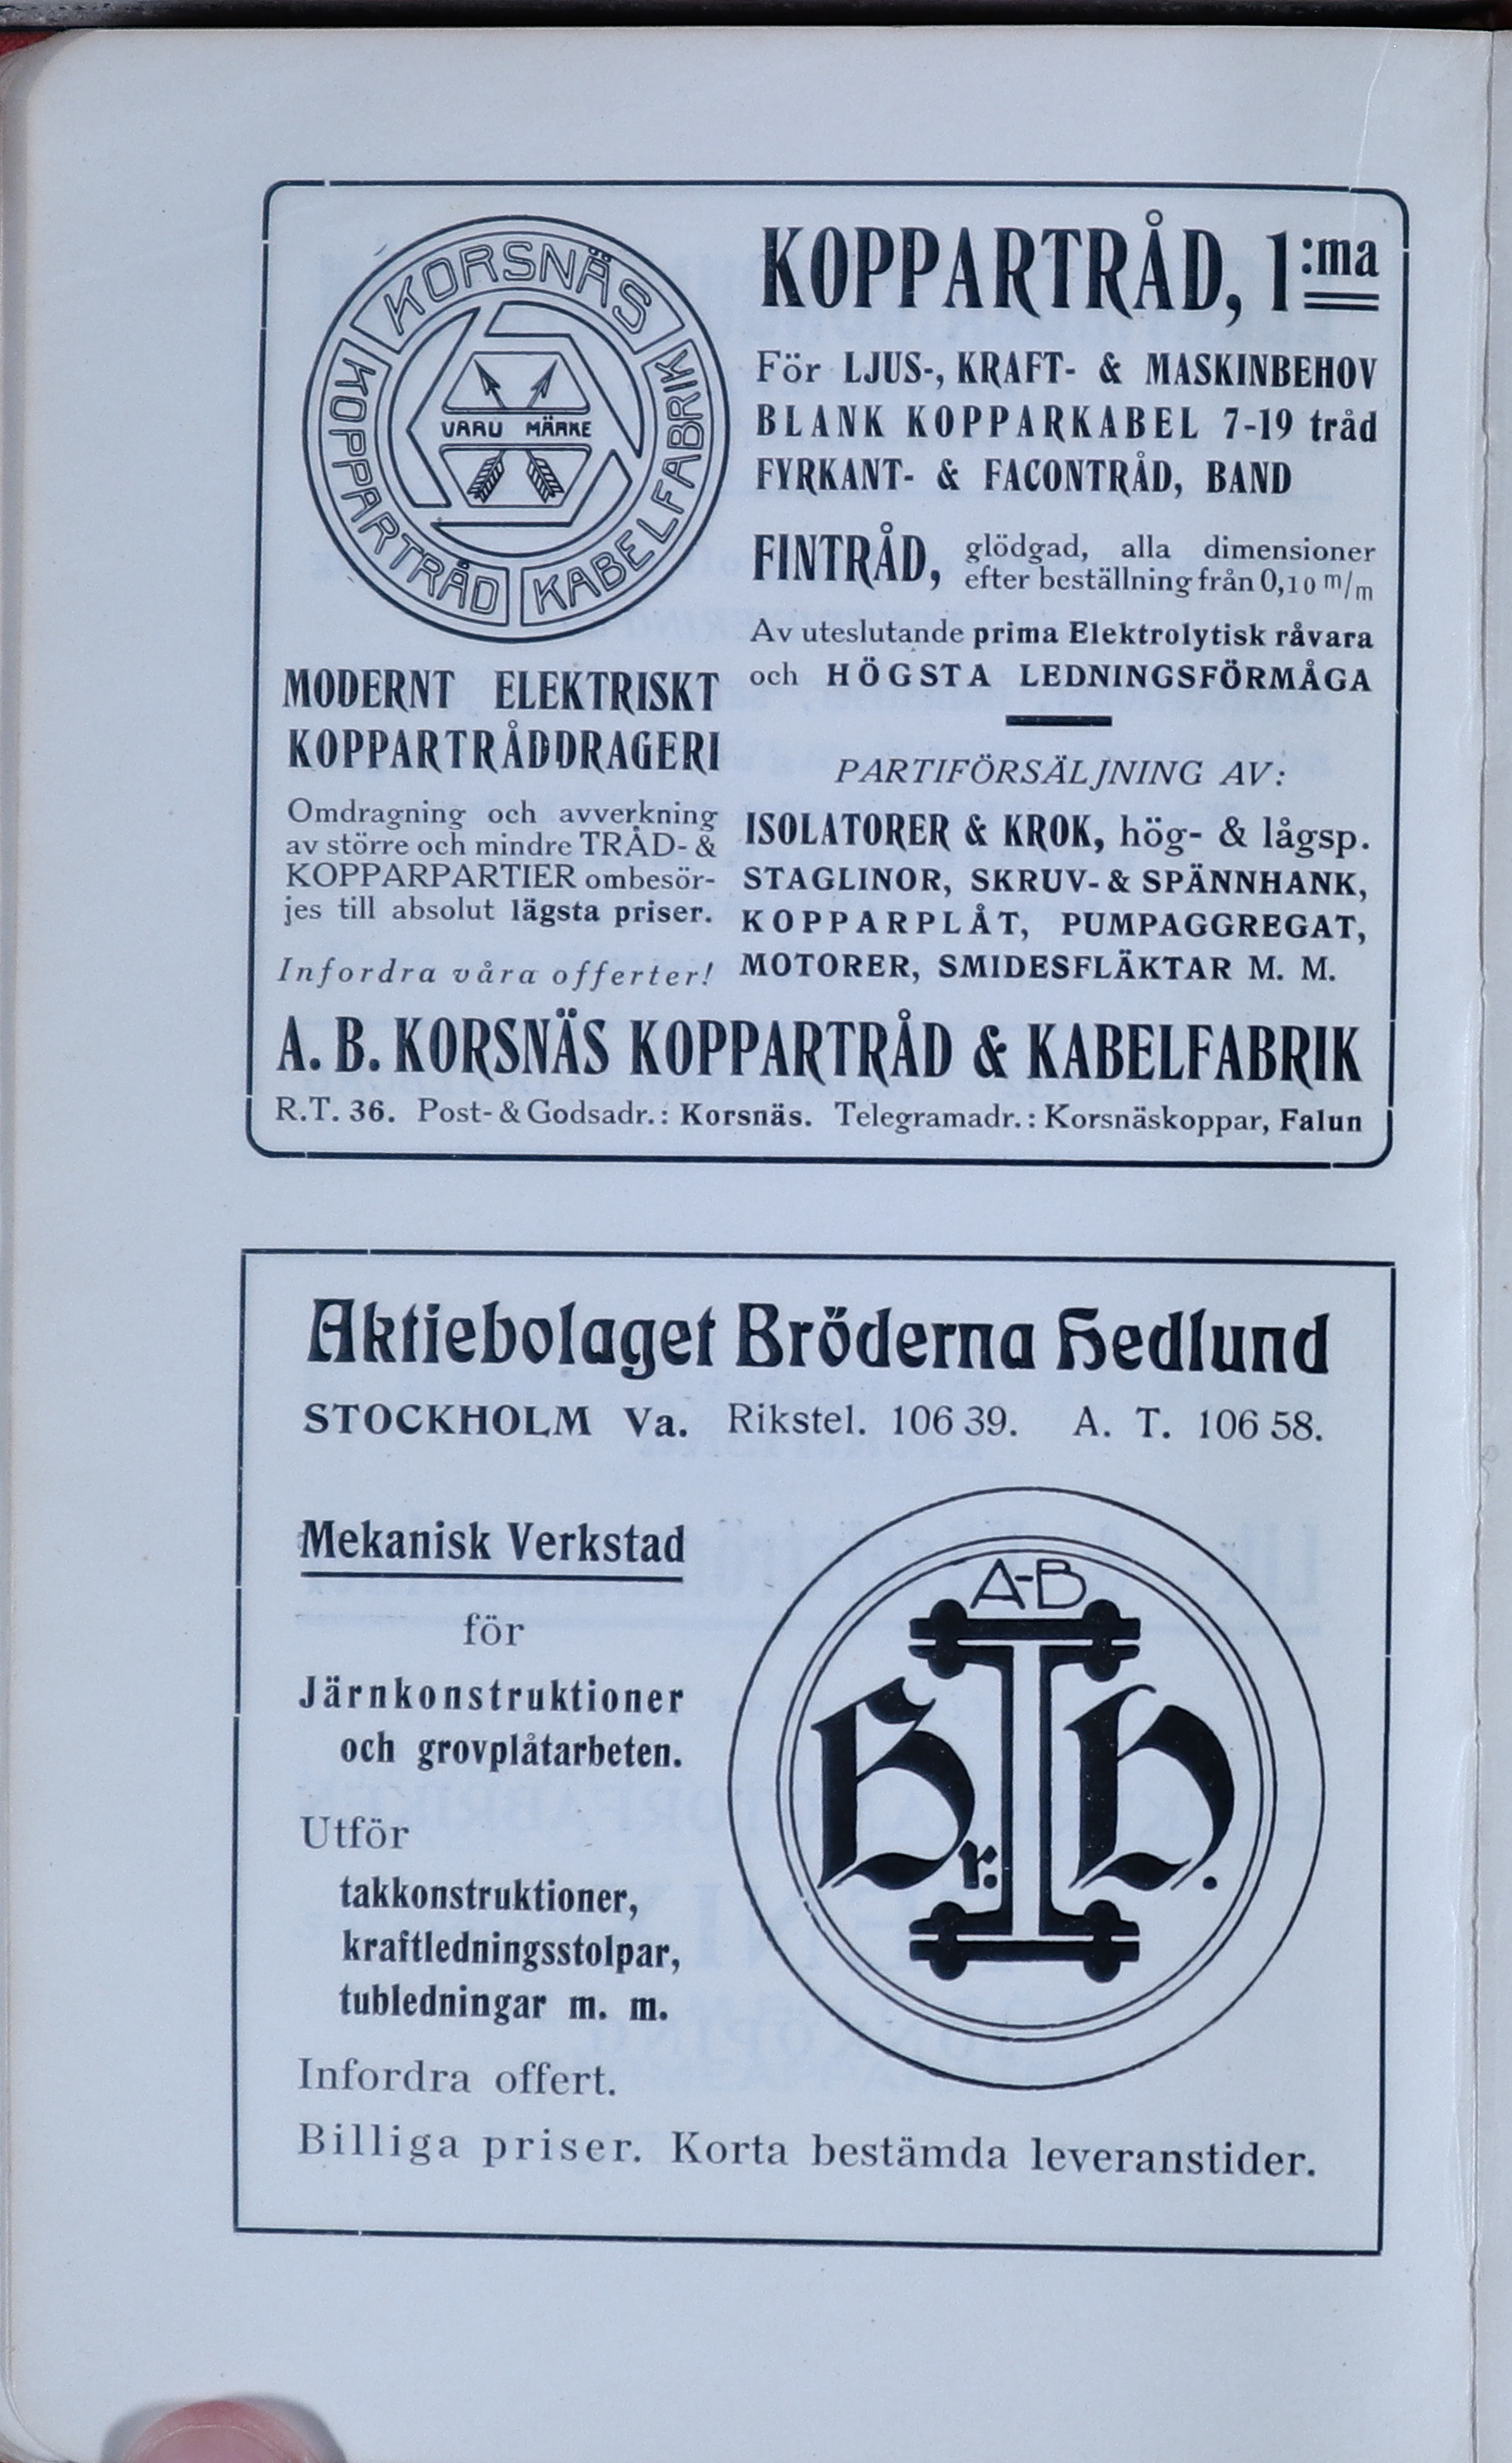 KORSNÄS
KOPPARTRÅD
KABELFABRIK
VARU MÄRKE
KOPPARTRÅD, 1:ma
För LJUS-, KRAFT- & MASKINBEHOV
BLANK KOPPARKABEL 7-19 tråd
FYRKANT- & FACONTRÅD, BAND
FINTRÅD, glödgad, alla dimensioner
efter beställning från 0,10 m/m
Av uteslutande prima Elektrolytisk råvara
och HÖGSTA LEDNINGSFÖRMÅGA
MODERNT ELEKTRISKT
KOPPARTRÅDDRAGERI
Omdragning och avverkning
av större och mindre TRÅD- &
KOPPARPARTIER ombesör-
jes till absolut lägsta priser.
Infordra våra offerter!
PARTIFÖRSÄLJNING AV:
ISOLATORER & KROK, hög- & lågsp.
STAGLINOR, SKRUV- & SPÄNNHANK,
KOPPARPLÅT, PUMPAGGREGAT,
MOTORER, SMIDESFLÄKTAR M. M.
A. B. KORSNÄS KOPPARTRÅD & KABELFABRIK
R.T. 36. Post- & Godsadr.: Korsnäs. Telegramadr.: Korsnäskoppar, Falun
Aktiebolaget Bröderna Hedlund
STOCKHOLM Va. Rikstel. 106 39. A. T. 106 58.
Mekanisk Verkstad
för
Järnkonstruktioner
och grovplåtarbeten.
Utför
takkonstruktioner,
kraftledningsstolpar,
tubledningar m. m.
Infordra offert.
Billiga priser. Korta bestämda leveranstider.
A-B
Br. H.